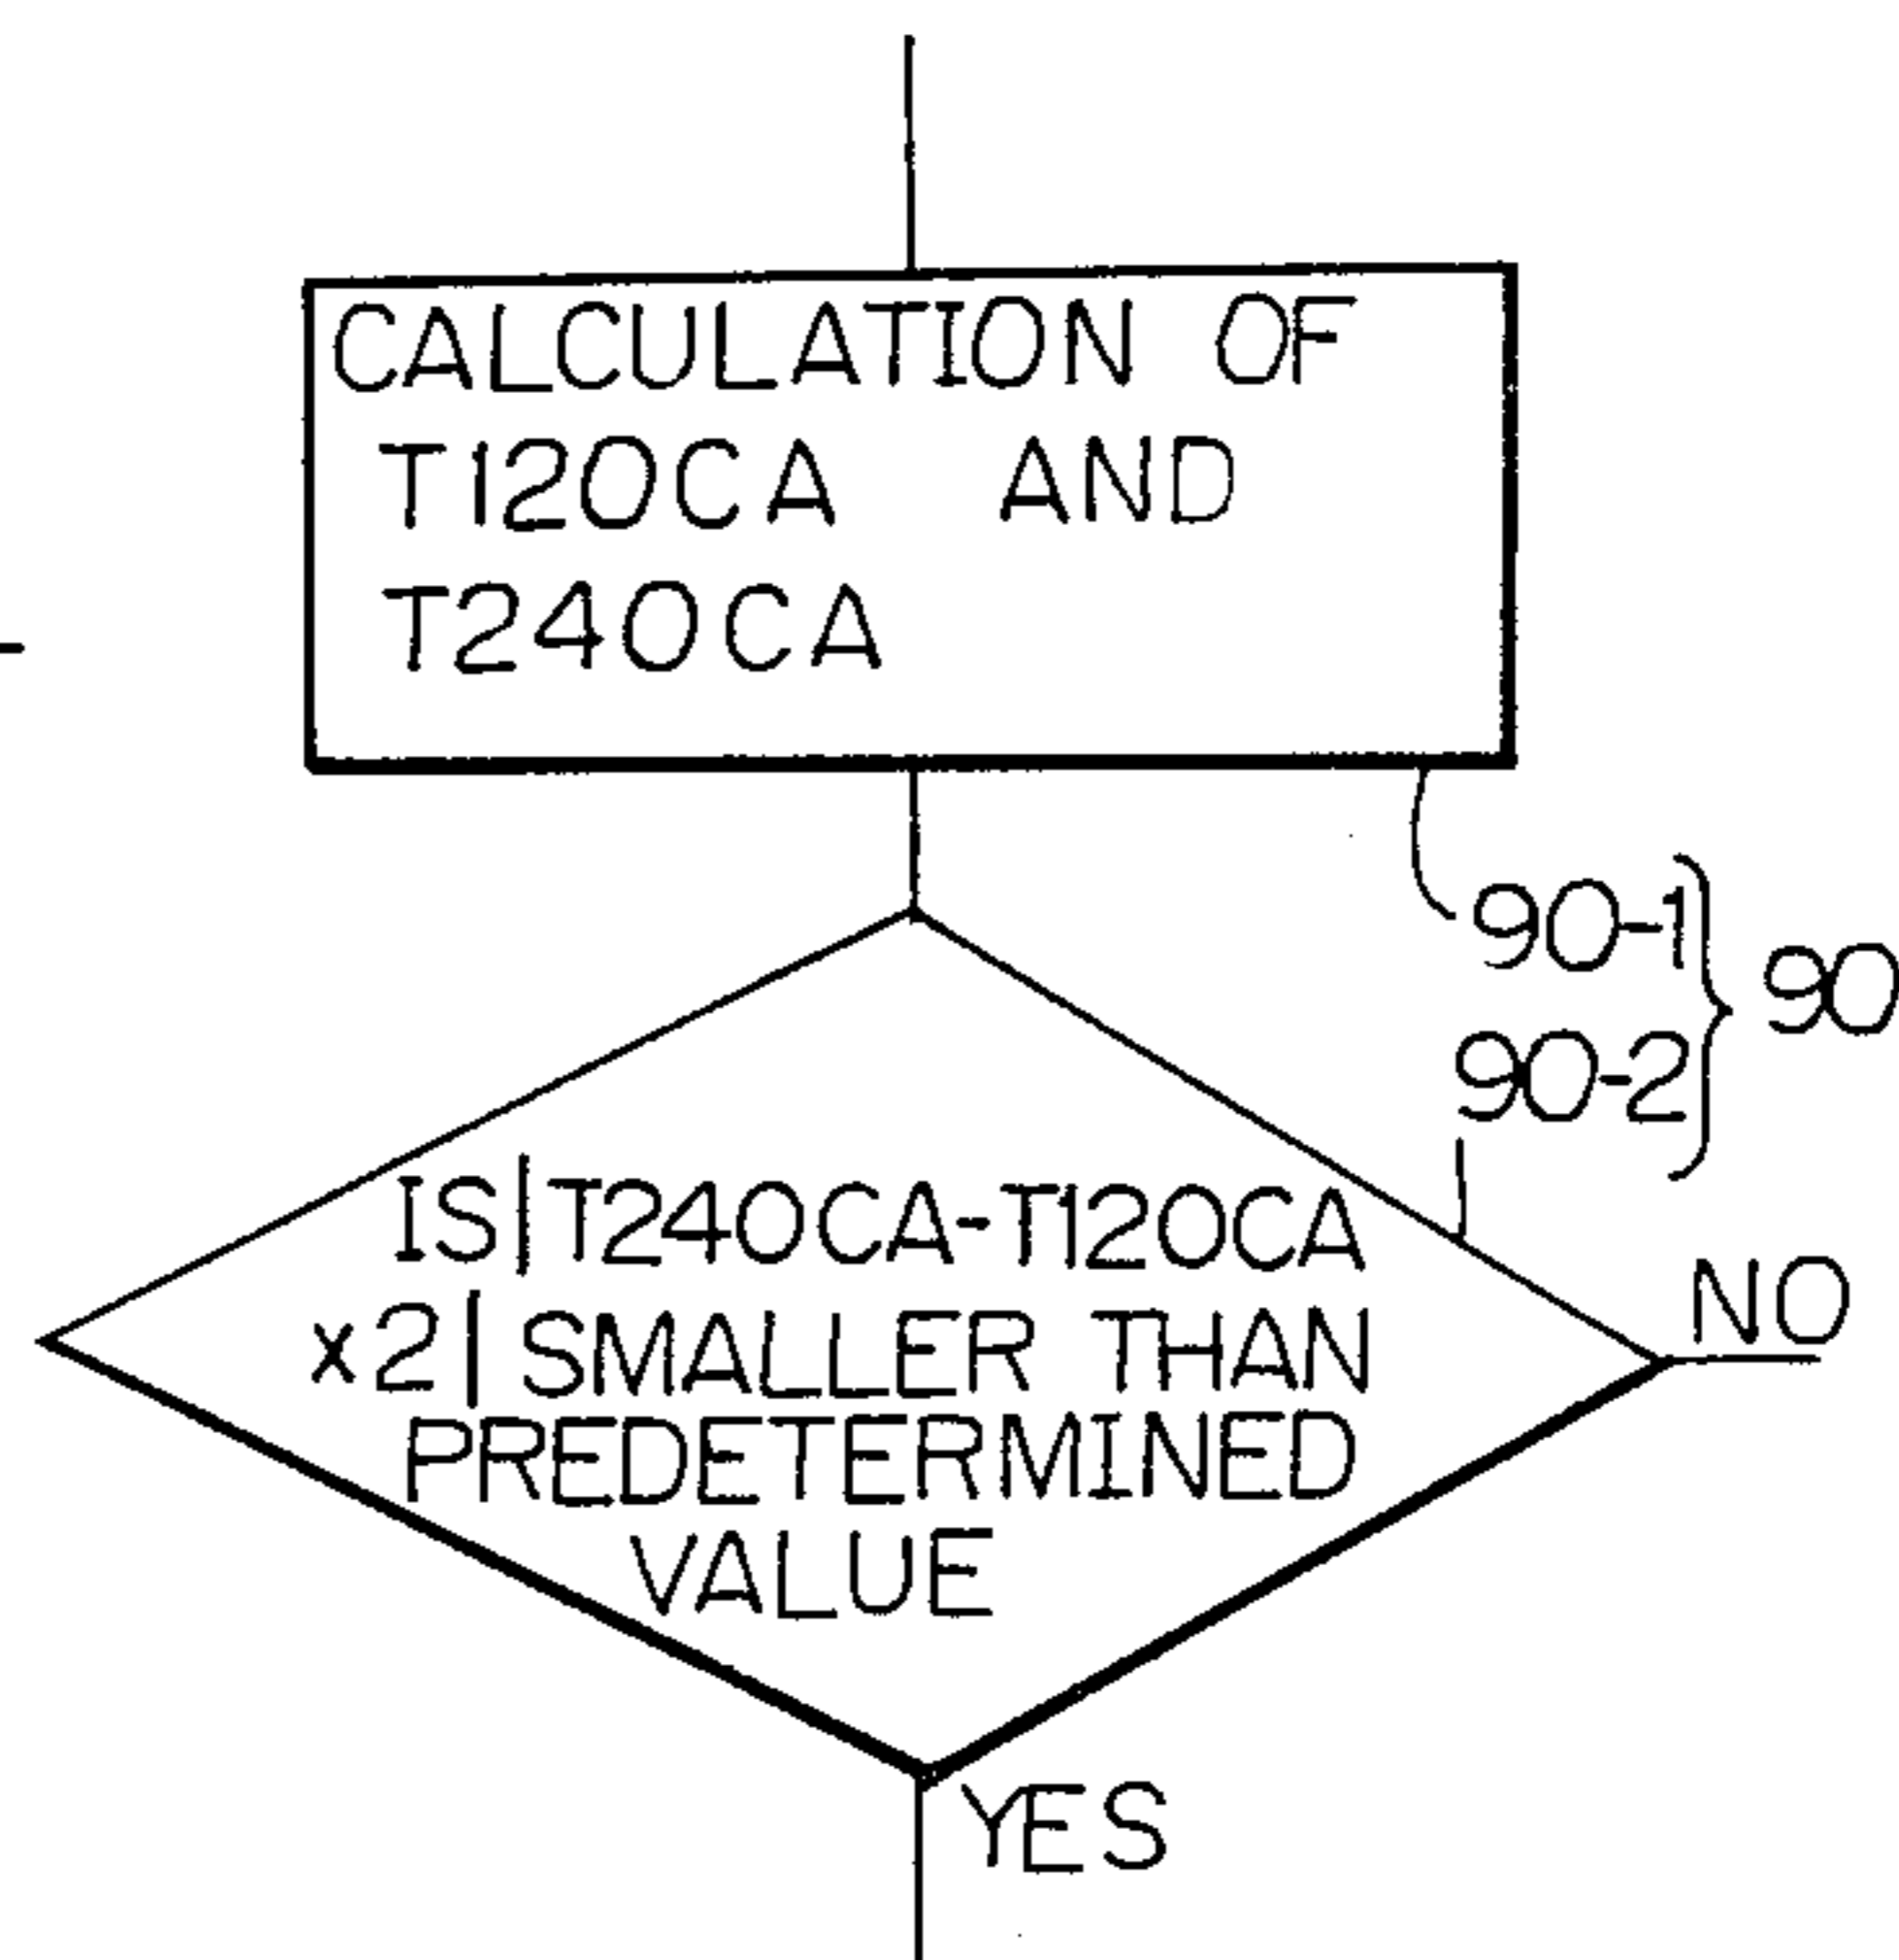 CALCULATION OF
T120CA AND
T240CA
90-1
90-2
90
IS|T240CA-T120CA
x2| SMALLER THAN
PREDETERMINED
VALUE
NO
YES